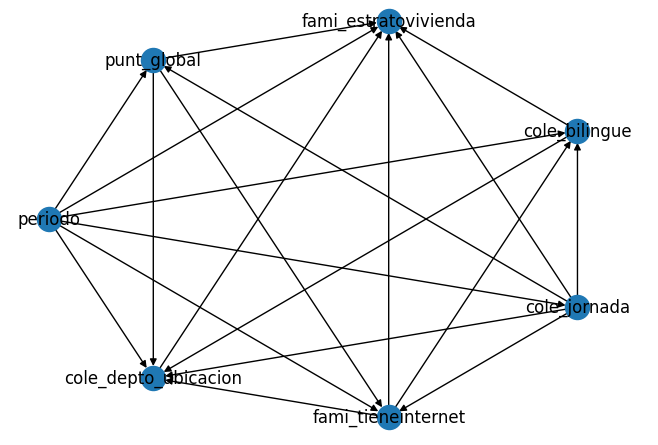 fami_estratovivienda
punt_global
cole_bilingue
periodo
cole_jornada
cole_depto_ubicacion
fami_tieneinternet